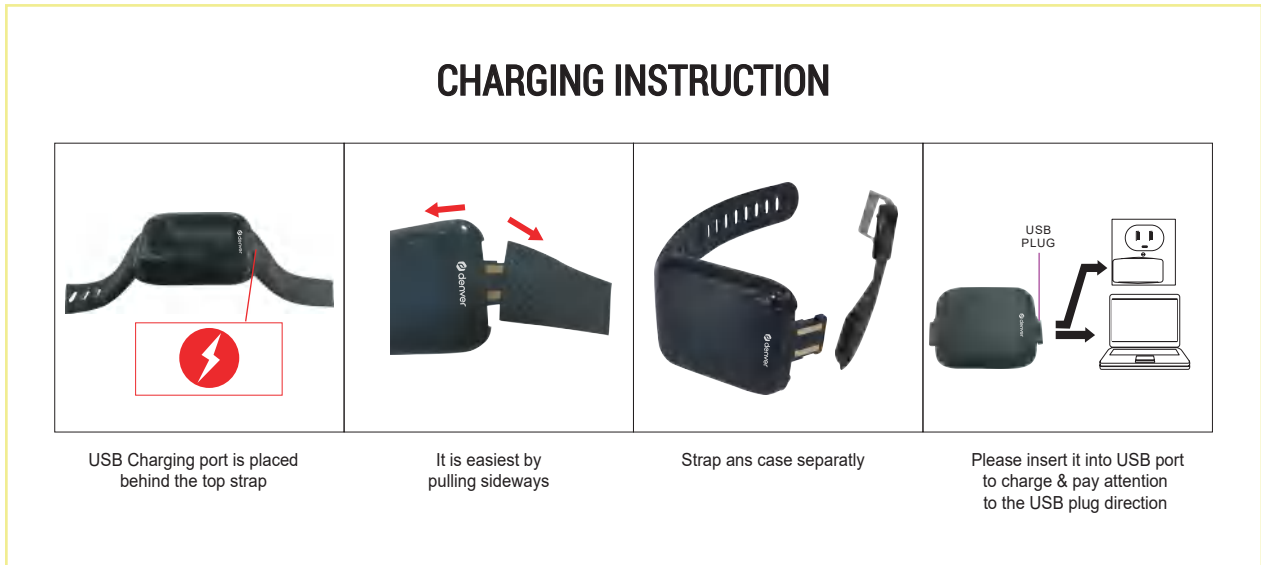 CHARGING INSTRUCTION
denver
denver
denver
USB
PLUG
denver
USB Charging port is placed
behind the top strap
It is easiest by
pulling sideways
Strap ans case separatly
Please insert it into USB port
to charge & pay attention
to the USB plug direction